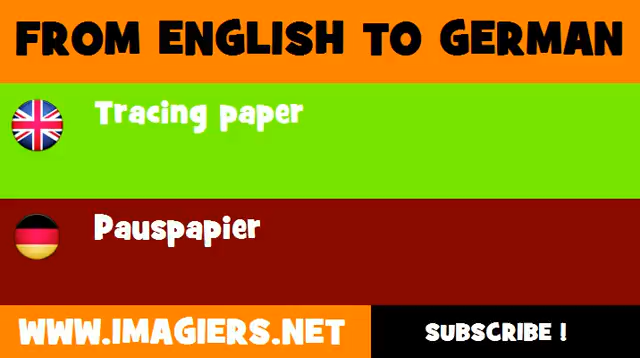 FROM ENGLISH TO GERMAN
Tracing paper
Pauspapier
WWW.IMAGIERS.NET
SUBSCRIBE !